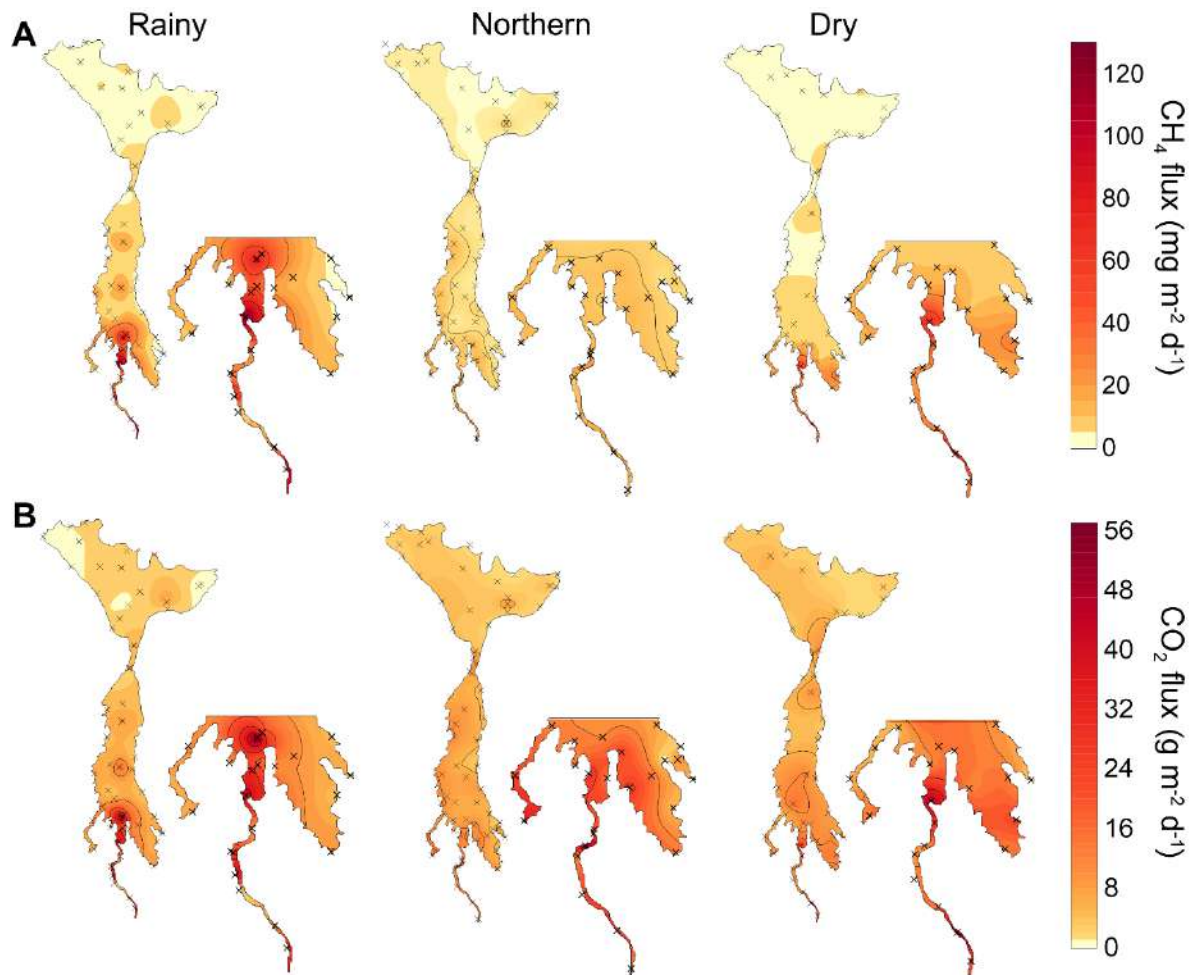 A
Rainy
Northern
Dry
120
100
80
60
40
20
0
CH₄ flux (mg m⁻² d⁻¹)
B
56
48
40
32
24
16
8
0
CO₂ flux (g m⁻² d⁻¹)